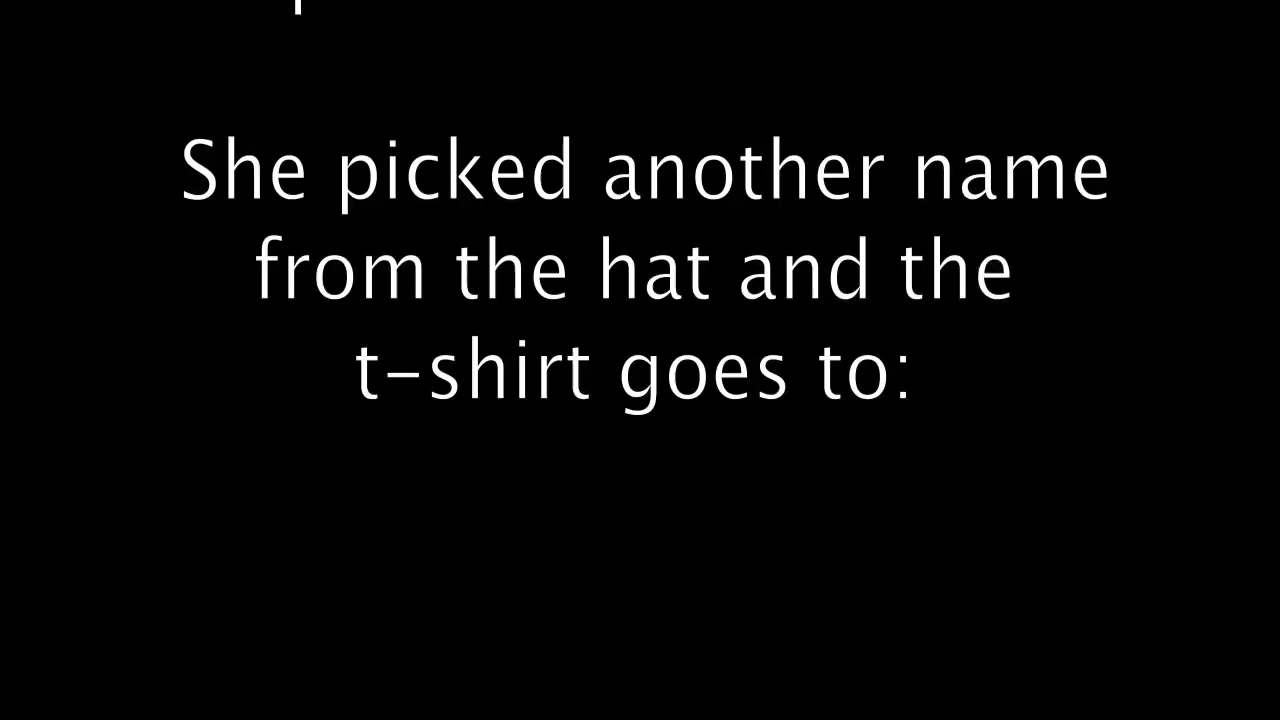 She picked another name
from the hat and the
t-shirt goes to: